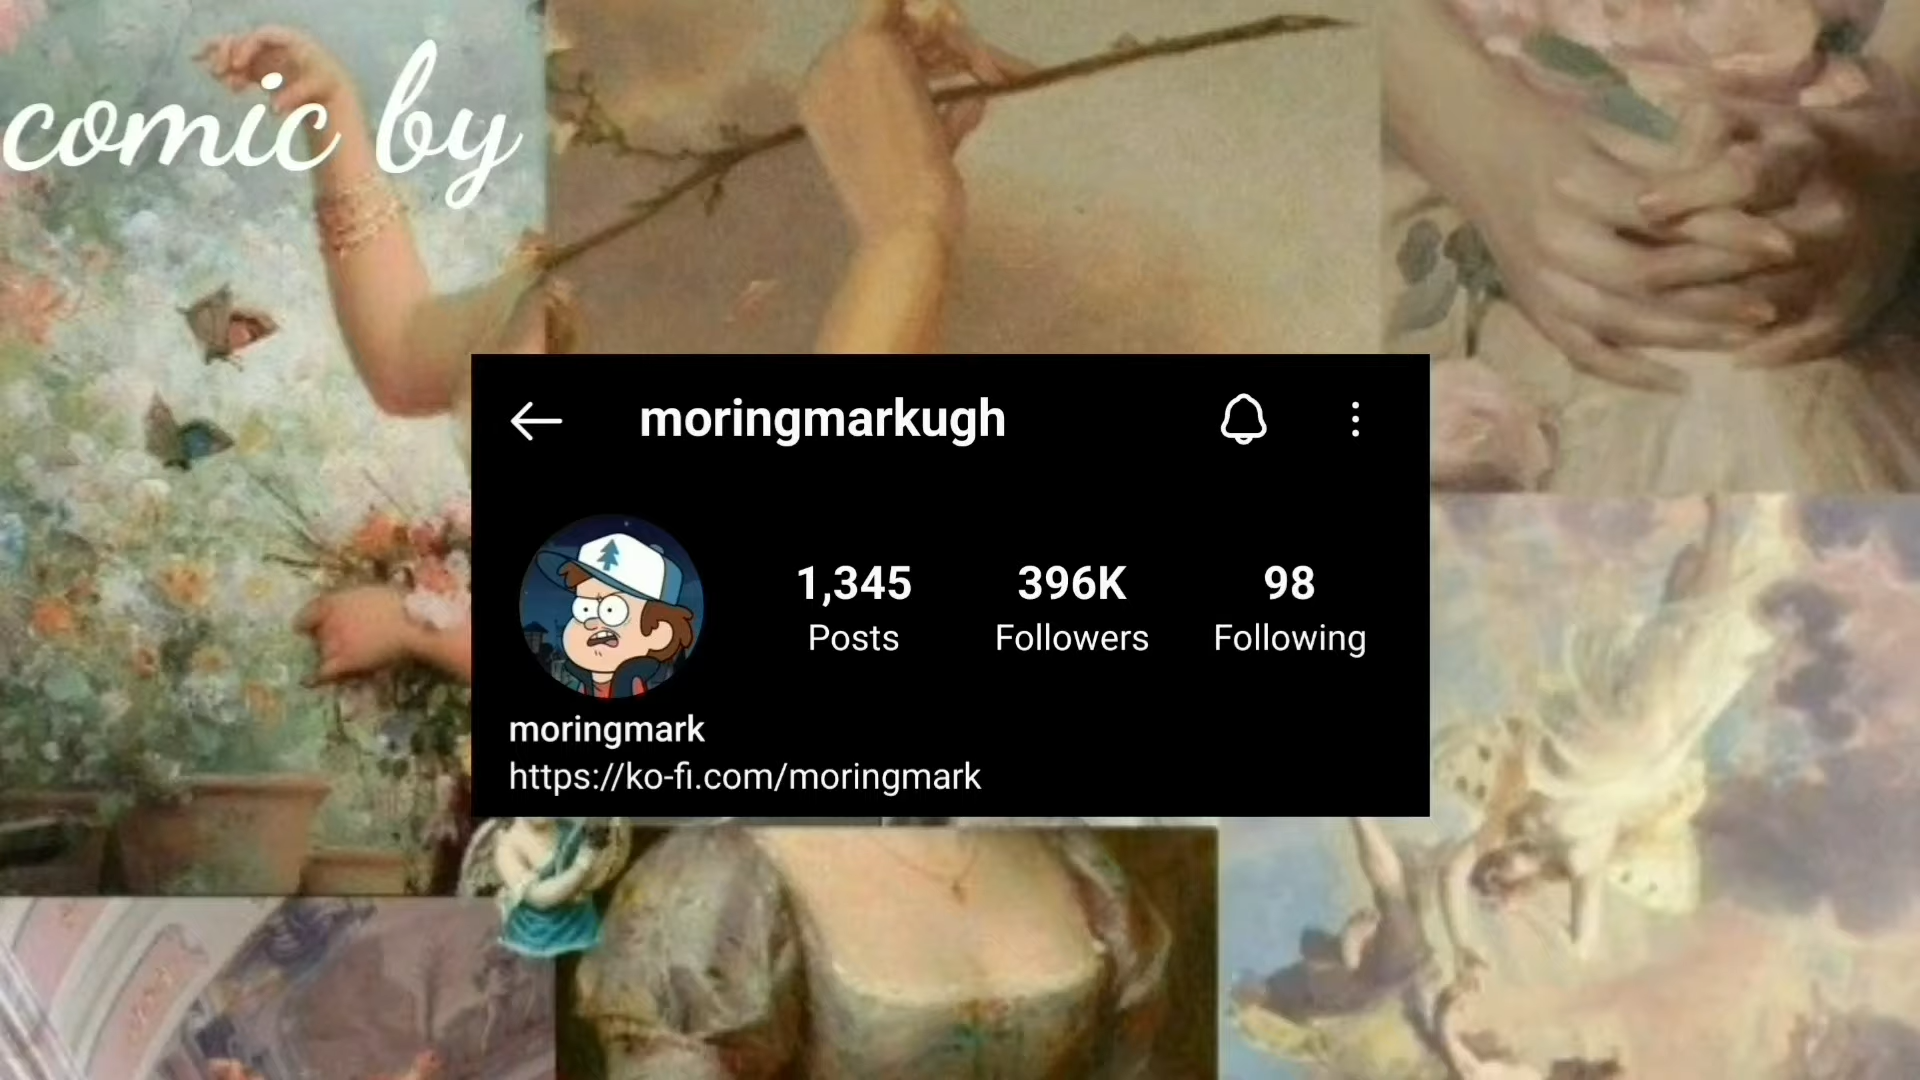 comic by
moringmarkugh
1,345 396K 98
Posts Followers Following
moringmark
https://ko-fi.com/moringmark